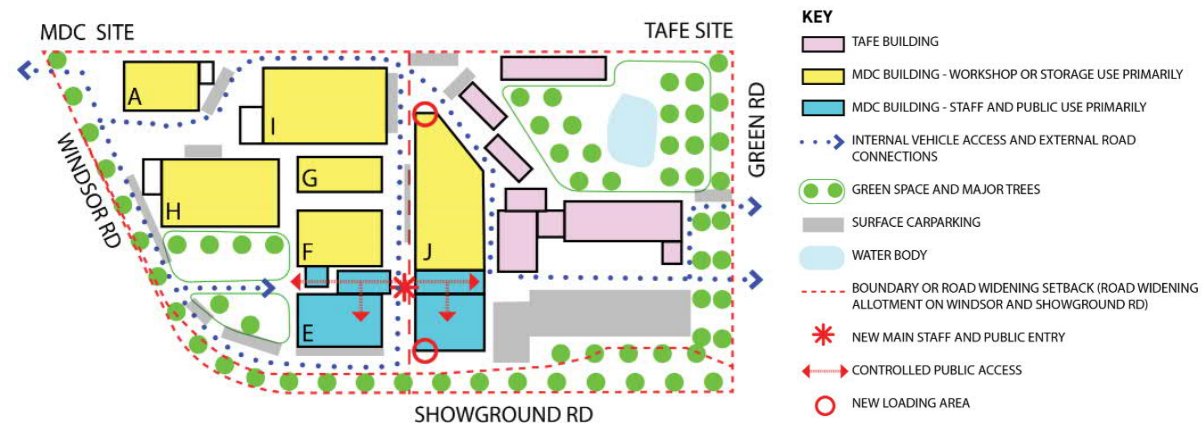 MDC SITE
TAFE SITE
KEY
TAFE BUILDING
MDC BUILDING - WORKSHOP OR STORAGE USE PRIMARILY
MDC BUILDING - STAFF AND PUBLIC USE PRIMARILY
INTERNAL VEHICLE ACCESS AND EXTERNAL ROAD
CONNECTIONS
GREEN SPACE AND MAJOR TREES
SURFACE CARPARKING
WATER BODY
BOUNDARY OR ROAD WIDENING SETBACK (ROAD WIDENING
ALLOTMENT ON WINDSOR AND SHOWGROUND RD)
NEW MAIN STAFF AND PUBLIC ENTRY
CONTROLLED PUBLIC ACCESS
NEW LOADING AREA
A
I
G
H
F
J
E
WINDSOR RD
GREEN RD
SHOWGROUND RD